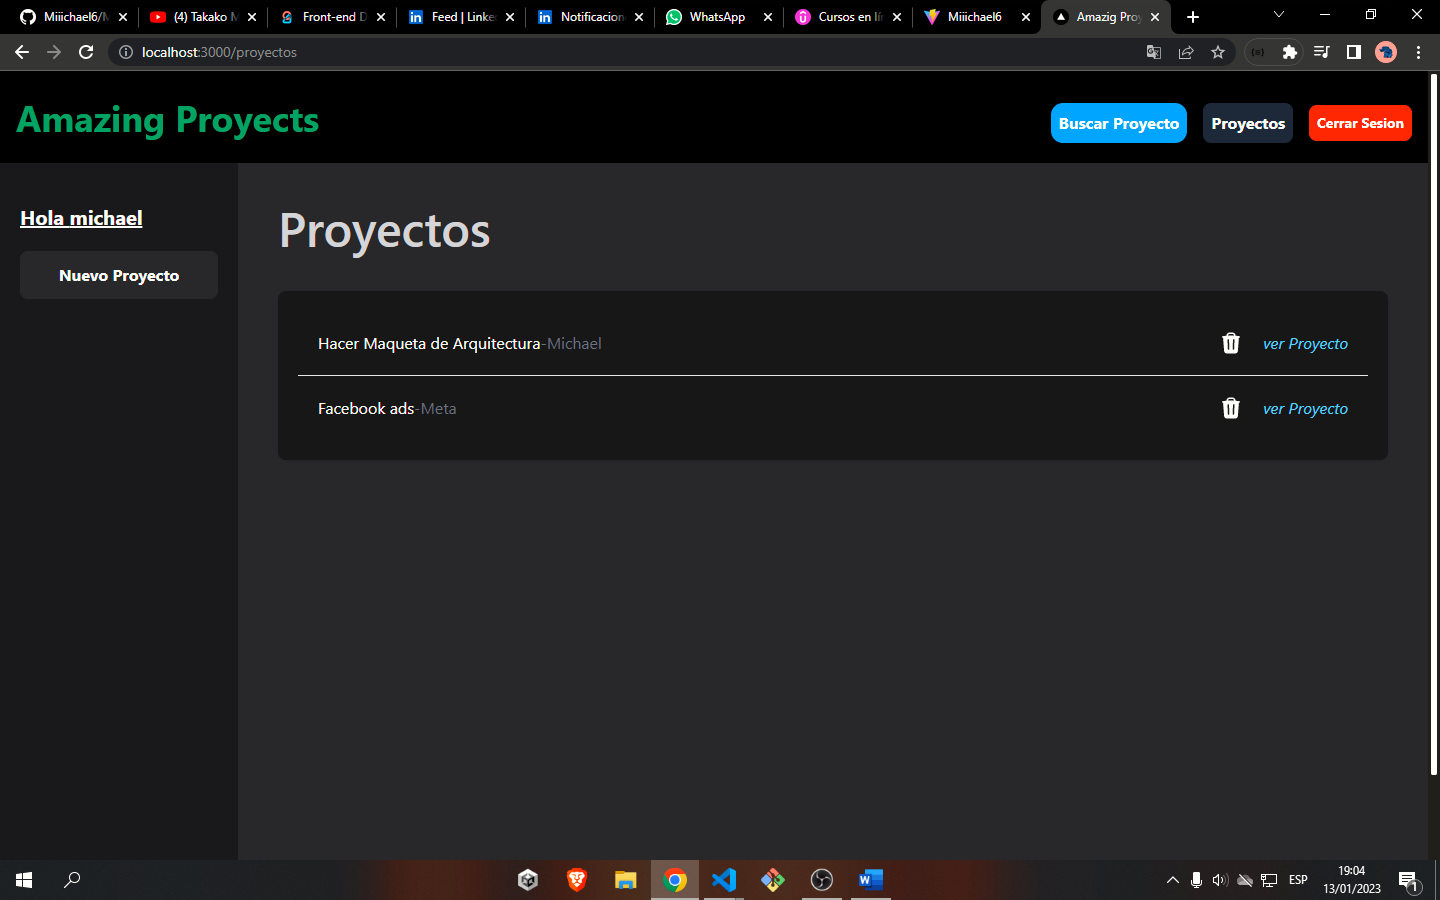 Miiichael6/M
(4) Takako M
Front-end D
Feed | Linke
Notificacion
WhatsApp
Cursos en lí
Miiichael6
Amazig Proy
localhost:3000/proyectos
Amazing Proyects
Buscar Proyecto
Proyectos
Cerrar Sesion
Hola michael
Nuevo Proyecto
Proyectos
Hacer Maqueta de Arquitectura-Michael
ver Proyecto
Facebook ads-Meta
ver Proyecto
ESP
19:04
13/01/2023
1